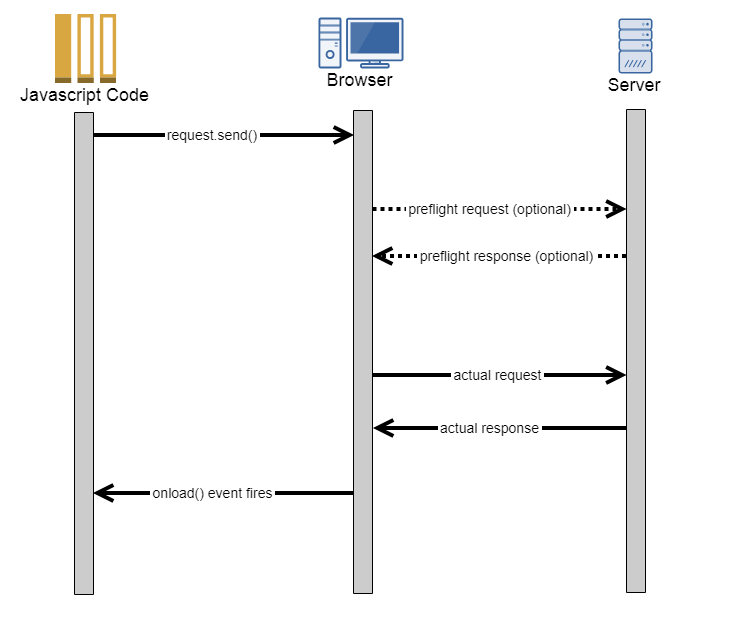 Javascript Code
Browser
Server
request.send()
preflight request (optional)
preflight response (optional)
actual request
actual response
onload() event fires